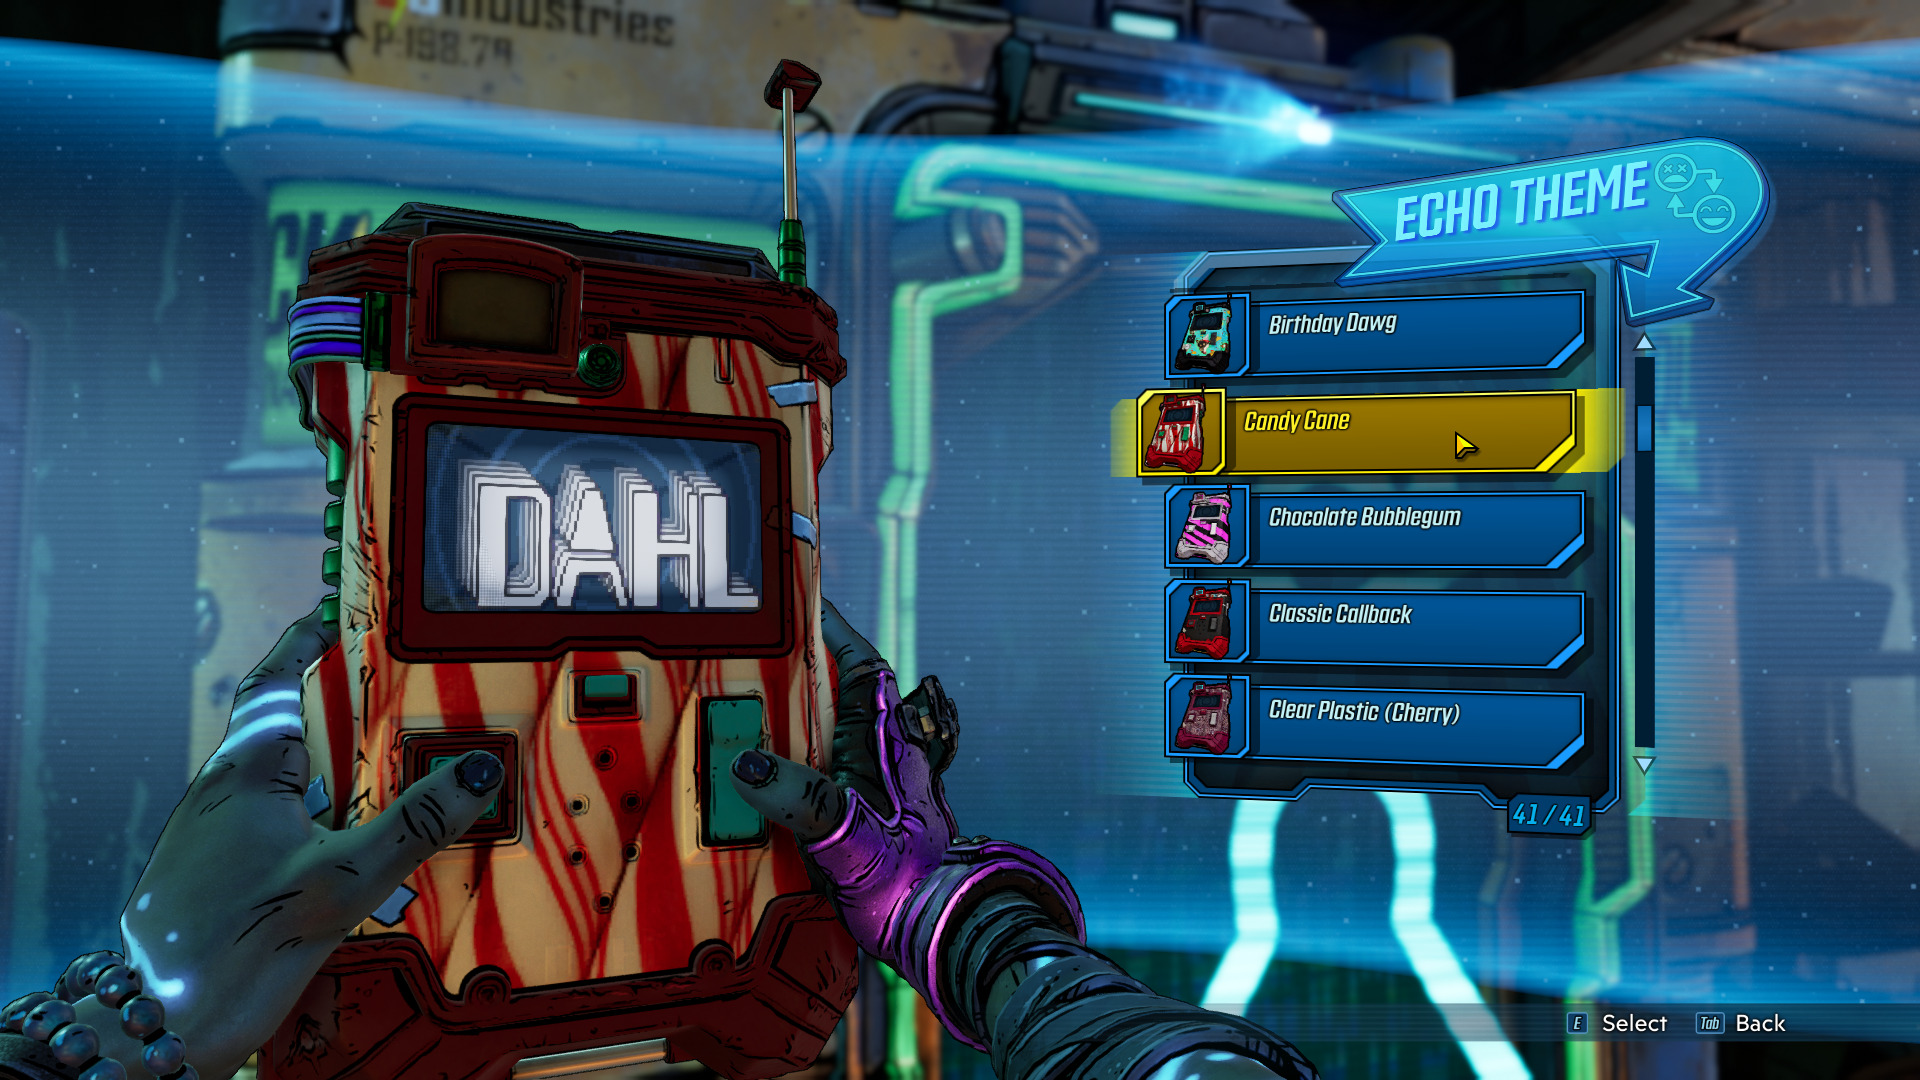 Industries
P-198.79
ECHO THEME
Birthday Dawg
Candy Cane
Chocolate Bubblegum
Classic Callback
Clear Plastic (Cherry)
41/41
DAHL
E Select Tab Back